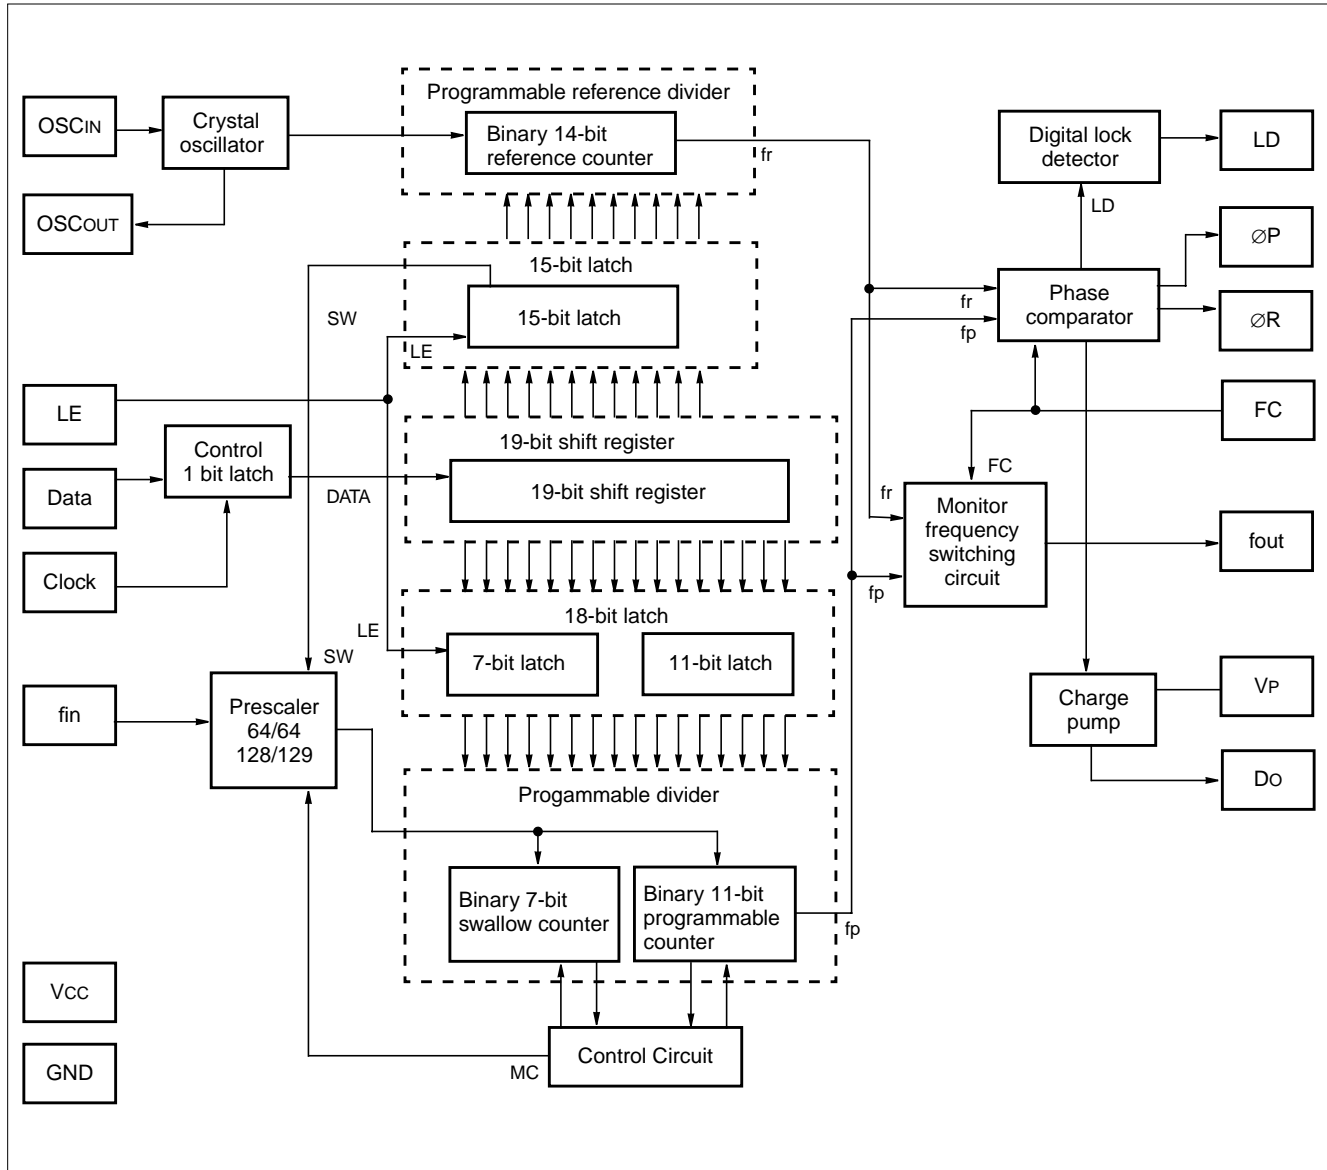 Programmable reference divider
OSCIN
Crystal
oscillator
Binary 14-bit
reference counter
fr
Digital lock
detector
LD
OSCOUT
LD
∅P
15-bit latch
15-bit latch
SW
LE
fr
fp
Phase
comparator
∅R
LE
FC
Control
1 bit latch
19-bit shift register
19-bit shift register
Data
DATA
FC
fr
Monitor
frequency
switching
circuit
fout
Clock
fp
18-bit latch
LE
SW
7-bit latch
11-bit latch
fin
Prescaler
64/64
128/129
Charge
pump
VP
DO
Progammable divider
Binary 7-bit
swallow counter
Binary 11-bit
programmable
counter
fp
VCC
GND
MC
Control Circuit